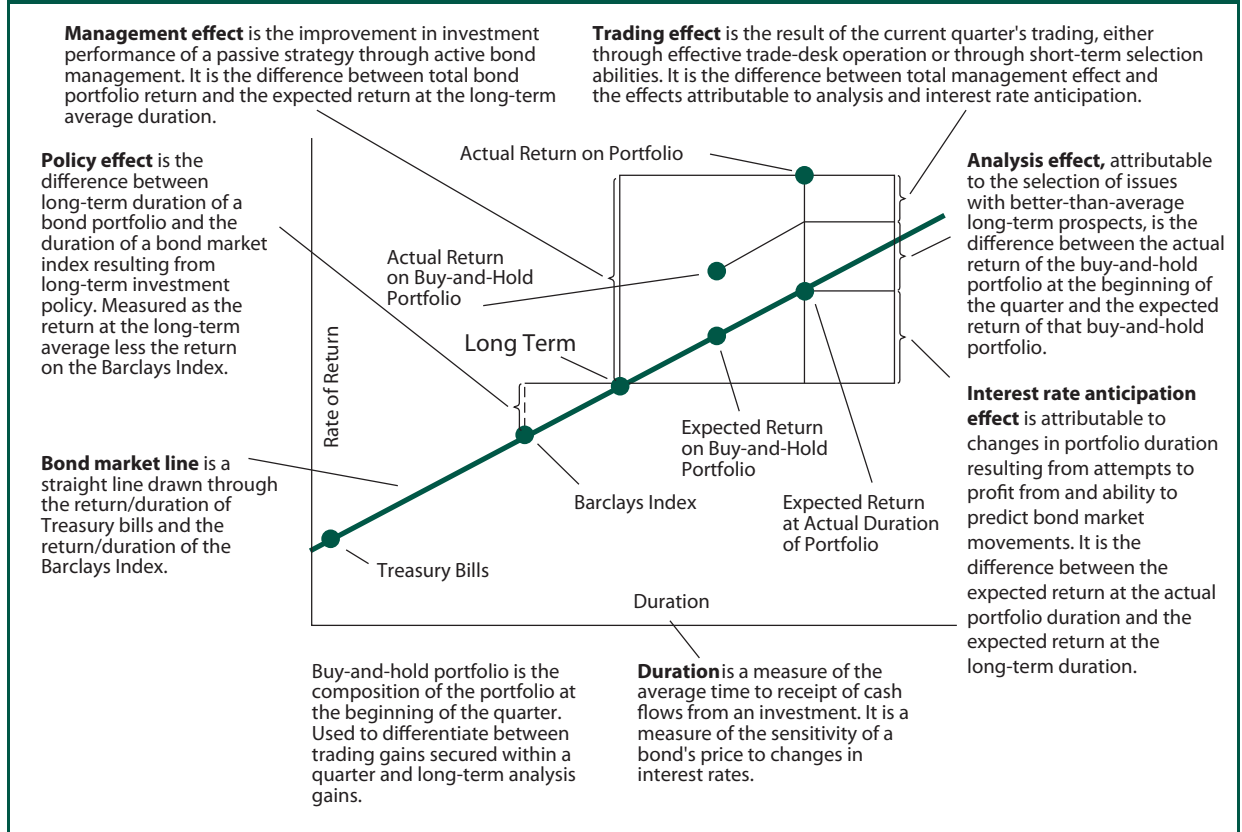 Management effect is the improvement in investment
performance of a passive strategy through active bond
management. It is the difference between total bond
portfolio return and the expected return at the long-term
average duration.
Trading effect is the result of the current quarter's trading, either
through effective trade-desk operation or through short-term selection
abilities. It is the difference between total management effect and
the effects attributable to analysis and interest rate anticipation.
Policy effect is the
difference between
long-term duration of a
bond portfolio and the
duration of a bond market
index resulting from
long-term investment
policy. Measured as the
return at the long-term
average less the return
on the Barclays Index.
Bond market line is a
straight line drawn through
the return/duration of
Treasury bills and the
return/duration of the
Barclays Index.
Rate of Return
Actual Return on Portfolio
Actual Return
on Buy-and-Hold
Portfolio
Long Term
Expected Return
on Buy-and-Hold
Portfolio
Barclays Index
Expected Return
at Actual Duration
of Portfolio
Treasury Bills
Duration
Analysis effect, attributable
to the selection of issues
with better-than-average
long-term prospects, is the
difference between the actual
return of the buy-and-hold
portfolio at the beginning of
the quarter and the expected
return of that buy-and-hold
portfolio.
Interest rate anticipation
effect is attributable to
changes in portfolio duration
resulting from attempts to
profit from and ability to
predict bond market
movements. It is the
difference between the
expected return at the actual
portfolio duration and the
expected return at the
long-term duration.
Buy-and-hold portfolio is the
composition of the portfolio at
the beginning of the quarter.
Used to differentiate between
trading gains secured within a
quarter and long-term analysis
gains.
Duration is a measure of the
average time to receipt of cash
flows from an investment. It is a
measure of the sensitivity of a
bond's price to changes in
interest rates.